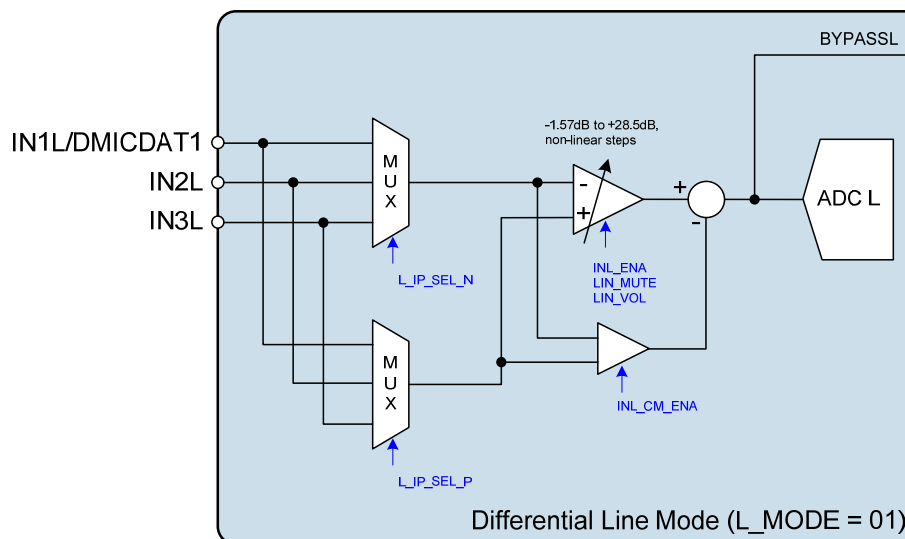 BYPASSL
-1.57dB to +28.5dB,
non-linear steps
IN1L/DMICDAT1
IN2L
IN3L
M
U
X
-
+
+
-
ADC L
L_IP_SEL_N
INL_ENA
LIN_MUTE
LIN_VOL
M
U
X
INL_CM_ENA
L_IP_SEL_P
Differential Line Mode (L_MODE = 01)